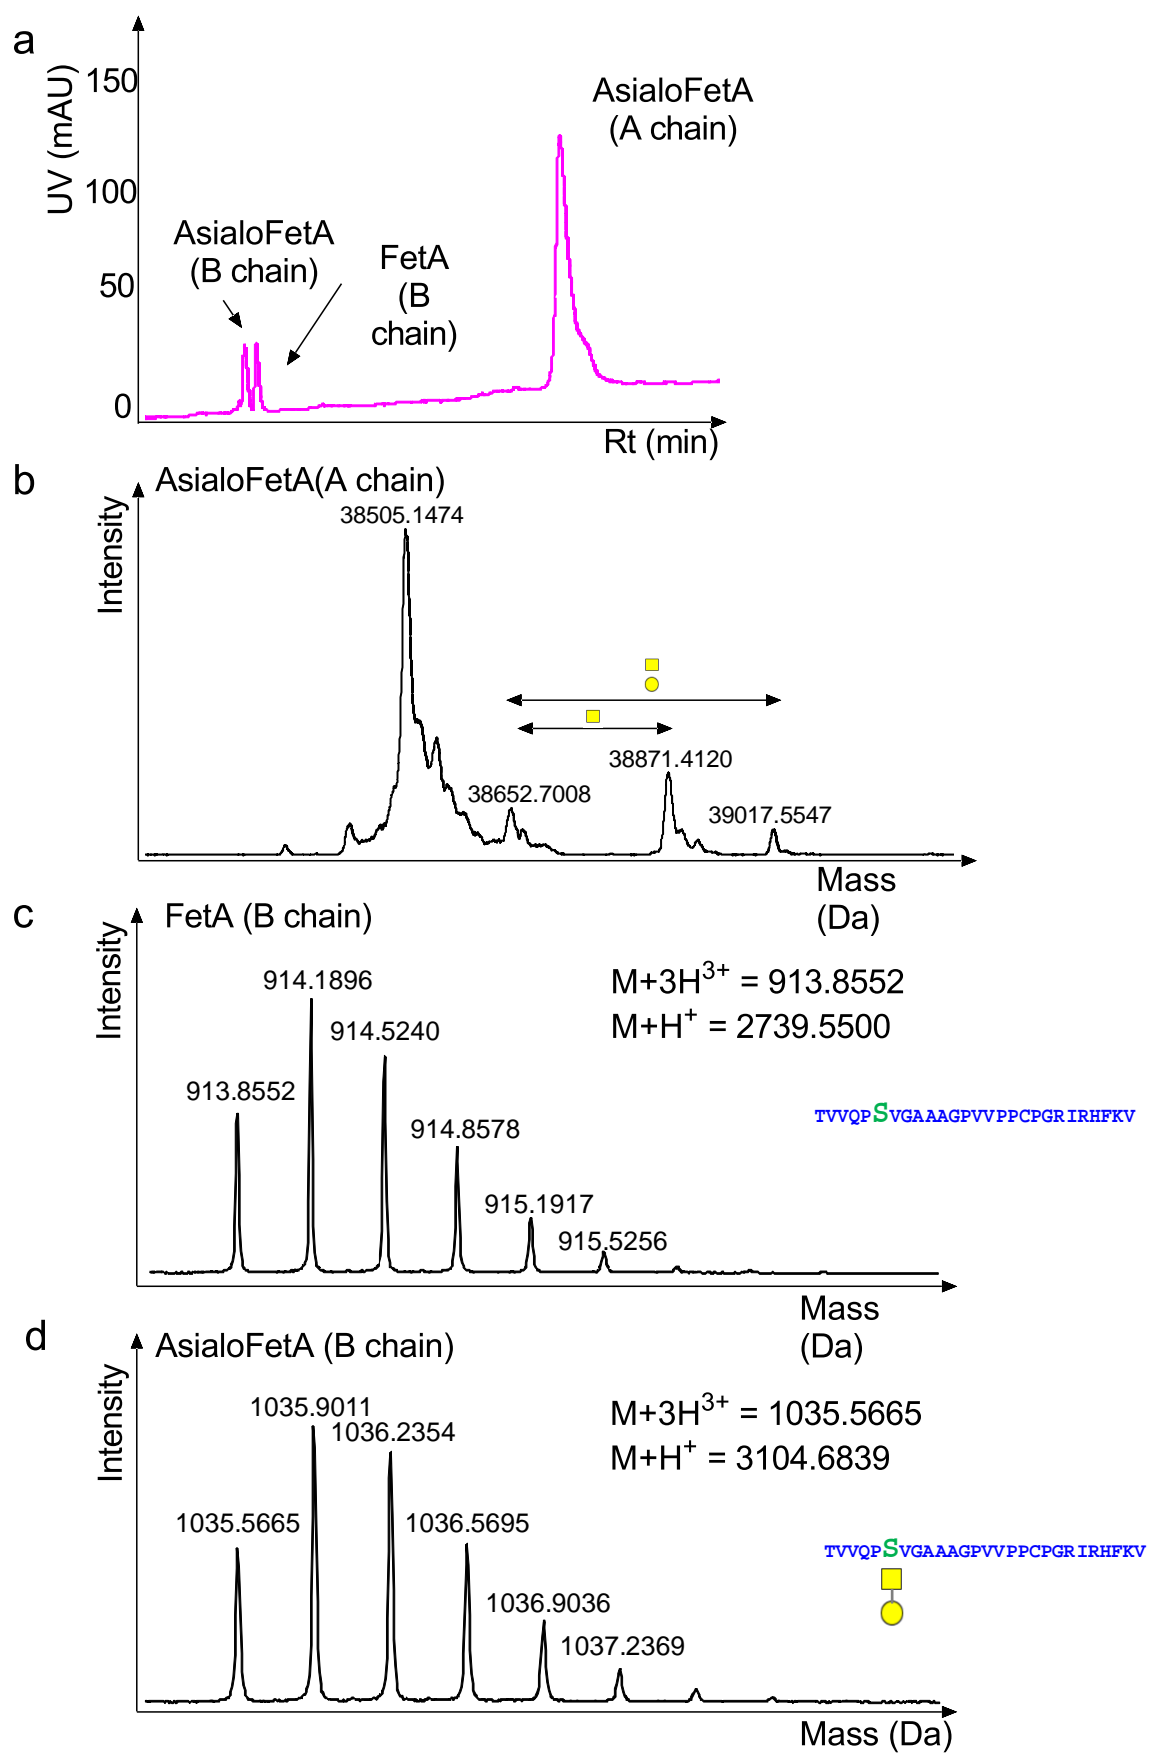 a
UV (mAU)
150
100
50
0
AsialoFetA
(A chain)
AsialoFetA
(B chain)
FetA
(B
chain)
Rt (min)
b
AsialoFetA(A chain)
Intensity
38505.1474
38652.7008
38871.4120
39017.5547
Mass
(Da)
c
FetA (B chain)
Intensity
914.1896
914.5240
913.8552
914.8578
915.1917
915.5256
M+3H3+ = 913.8552
M+H+ = 2739.5500
TVVQPSVGAAAGPVVPPCPGRIRHFKV
Mass
(Da)
d
AsialoFetA (B chain)
Intensity
1035.9011
1036.2354
1035.5665
1036.5695
1036.9036
1037.2369
M+3H3+ = 1035.5665
M+H+ = 3104.6839
TVVQPSVGAAAGPVVPPCPGRIRHFKV
Mass (Da)